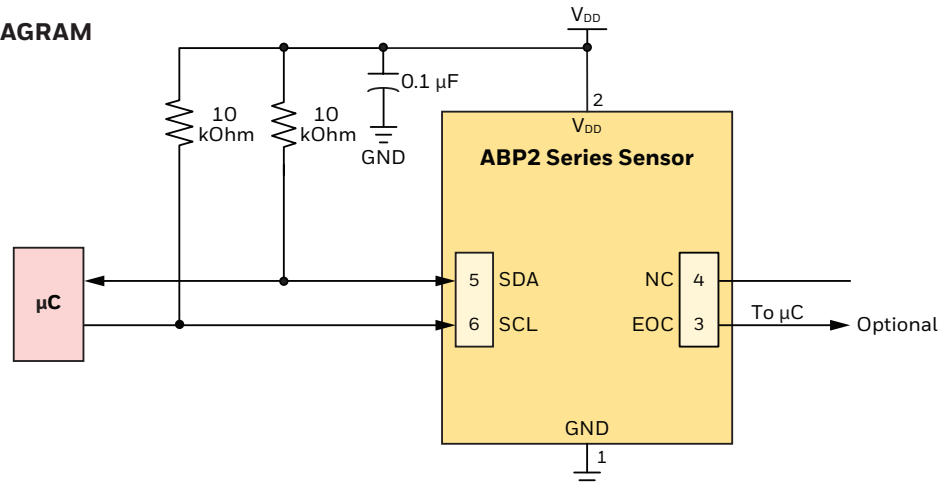 AGRAM
VDD
10
kOhm
10
kOhm
0.1 µF
GND
2
VDD
ABP2 Series Sensor
µC
5 SDA
6 SCL
NC 4
EOC 3
To µC
Optional
GND
1